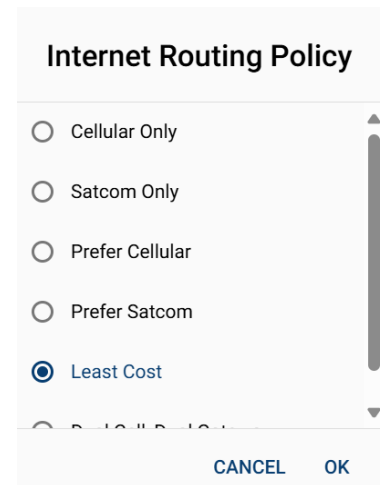 Internet Routing Policy
Cellular Only
Satcom Only
Prefer Cellular
Prefer Satcom
Least Cost
CANCEL OK